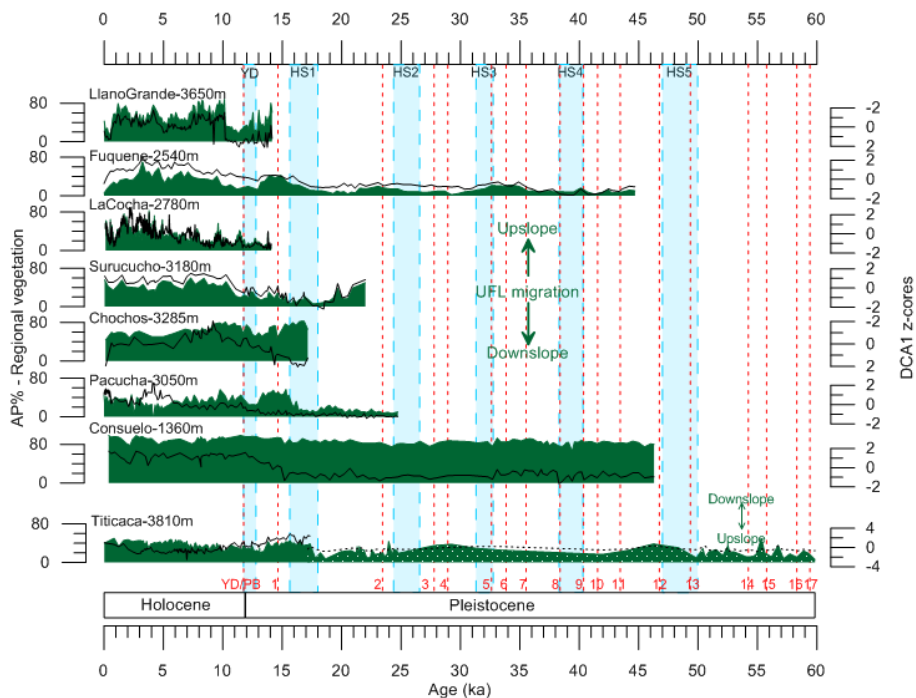 0 5 10 15 20 25 30 35 40 45 50 55 60
YD HS1 HS2 HS3 HS4 HS5
LlanoGrande-3650m
80
0
-2
0
2
Fuquene-2540m
80
0
2
0
-2
LaCocha-2780m
80
0
2
0
-2
Upslope
Surucucho-3180m
80
0
2
0
-2
UFL migration
Chochos-3285m
80
0
-2
0
2
Downslope
Pacucha-3050m
80
0
2
0
-2
Consuelo-1360m
80
0
2
0
-2
Downslope
Upslope
Titicaca-3810m
80
0
4
2
0
-2
-4
AP% - Regional vegetation
DCA1 z-cores
YD/PB 1 2 3 4 5 6 7 8 9 10 11 12 13 14 15 16 17
Holocene Pleistocene
0 5 10 15 20 25 30 35 40 45 50 55 60
Age (ka)